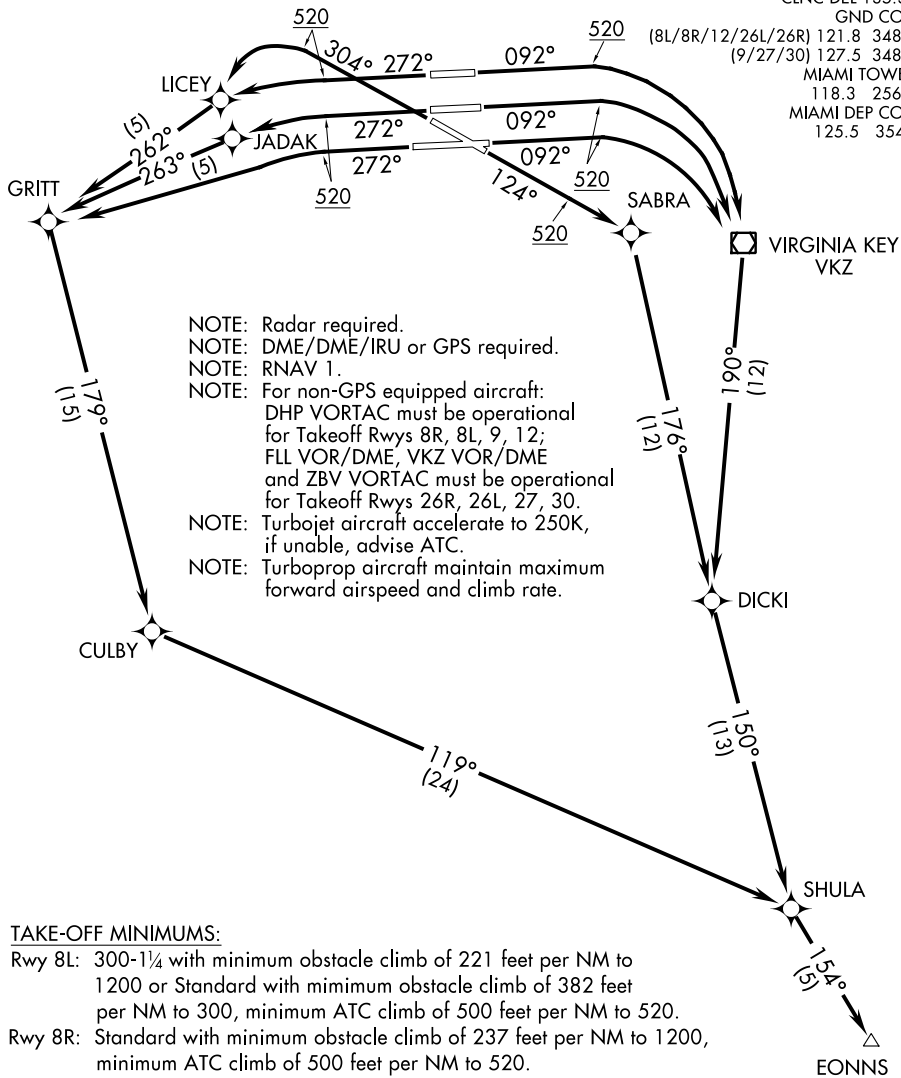 CLNC DEL 135.
GND CO
(8L/8R/12/26L/26R) 121.8 348
(9/27/30) 127.5 348
MIAMI TOWE
118.3 256
MIAMI DEP CO
125.5 354
520
520
304°
272°
092°
LICEY
(5)
262°
JADAK
272°
092°
263°
(5)
272°
092°
520
520
GRITT
124°
520
SABRA
VIRGINIA KEY
VKZ
NOTE: Radar required.
NOTE: DME/DME/IRU or GPS required.
NOTE: RNAV 1.
NOTE: For non-GPS equipped aircraft:
DHP VORTAC must be operational
for Takeoff Rwys 8R, 8L, 9, 12;
FLL VOR/DME, VKZ VOR/DME
and ZBV VORTAC must be operational
for Takeoff Rwys 26R, 26L, 27, 30.
NOTE: Turbojet aircraft accelerate to 250K,
if unable, advise ATC.
NOTE: Turboprop aircraft maintain maximum
forward airspeed and climb rate.
179°
(15)
176°
(12)
190°
(12)
DICKI
CULBY
119°
(24)
150°
(13)
SHULA
154°
(5)
EONNS
TAKE-OFF MINIMUMS:
Rwy 8L: 300-1¼ with minimum obstacle climb of 221 feet per NM to
1200 or Standard with mimimum obstacle climb of 382 feet
per NM to 300, minimum ATC climb of 500 feet per NM to 520.
Rwy 8R: Standard with minimum obstacle climb of 237 feet per NM to 1200,
minimum ATC climb of 500 feet per NM to 520.